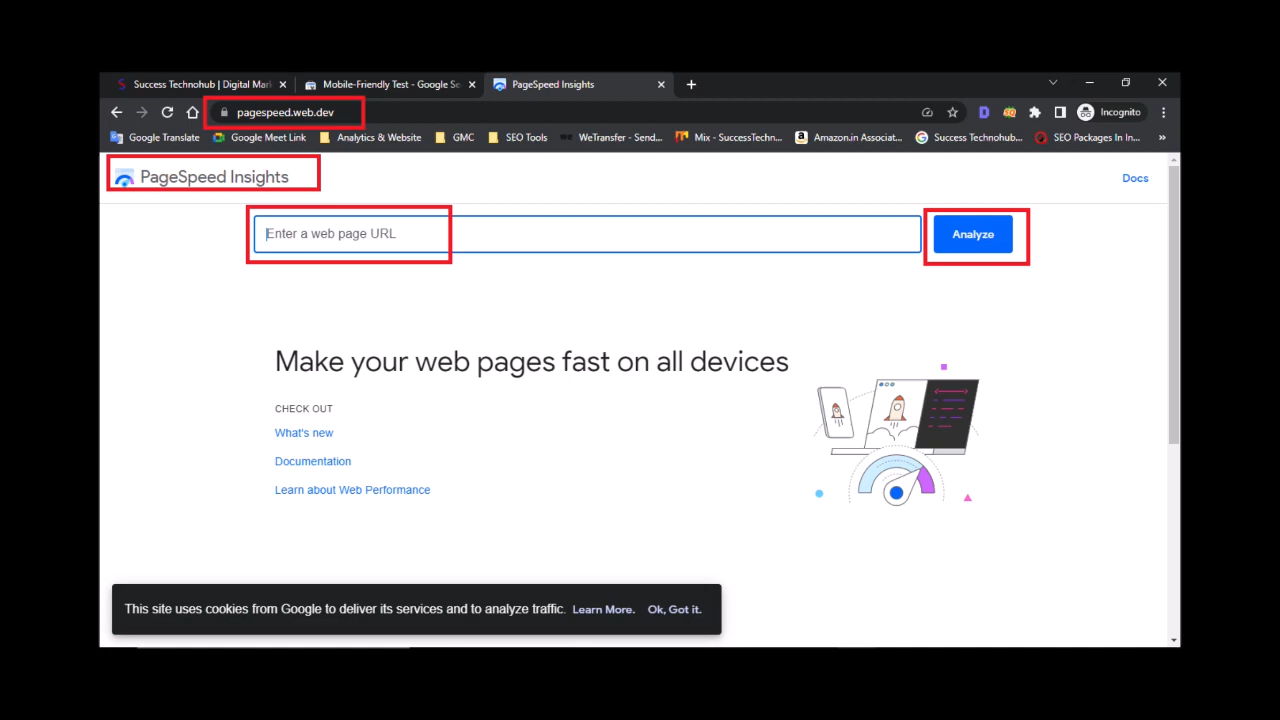 Success Technohub | Digital Mark
Mobile-Friendly Test - Google Se
PageSpeed Insights
pagespeed.web.dev
Incognito
Google Translate
Google Meet Link
Analytics & Website
GMC
SEO Tools
we
WeTransfer - Send...
Mix - SuccessTechn...
a
Amazon.in Associat...
Success Technohub...
SEO Packages In In...
»
PageSpeed Insights
Docs
Enter a web page URL
Analyze
Make your web pages fast on all devices
CHECK OUT
What's new
Documentation
Learn about Web Performance
This site uses cookies from Google to deliver its services and to analyze traffic. Learn More. Ok, Got it.